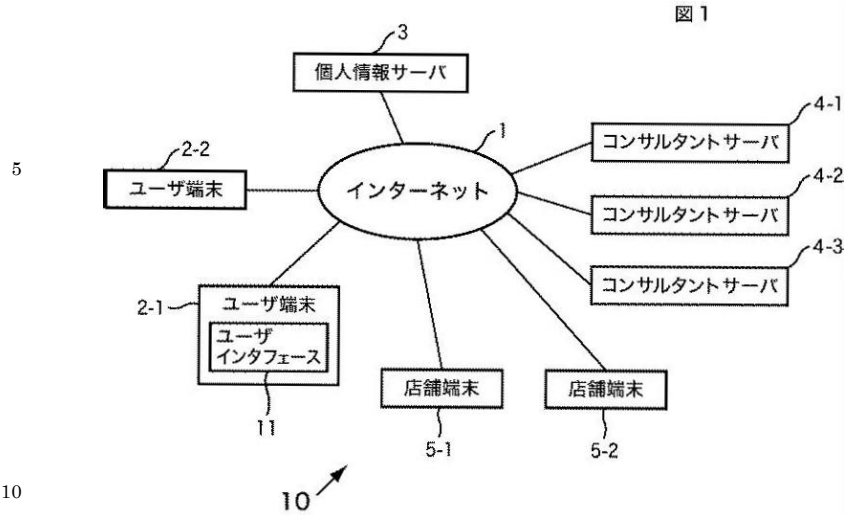 図1
3
個人情報サーバ
1
4-1
コンサルタントサーバ
5
2-2
ユーザ端末
インターネット
4-2
コンサルタントサーバ
4-3
コンサルタントサーバ
2-1
ユーザ端末
ユーザ
インタフェース
11
店舗端末
店舗端末
5-1
5-2
10
10